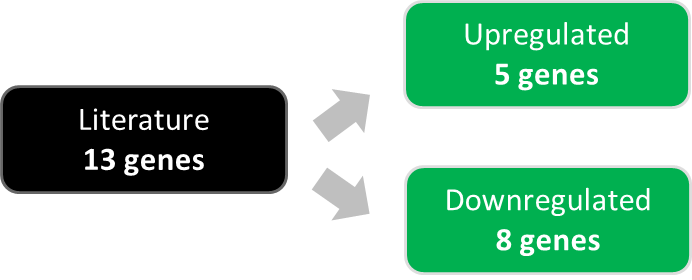 Literature
13 genes
Upregulated
5 genes
Downregulated
8 genes